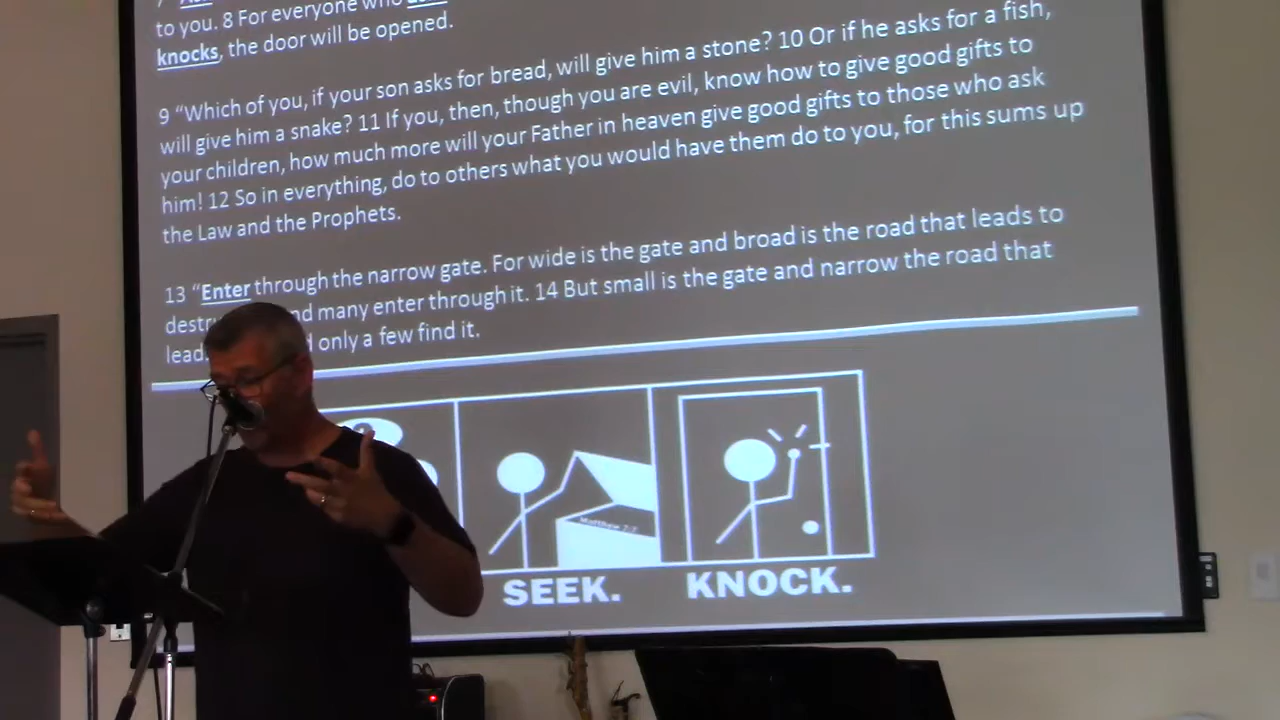 to you. 8 For everyone who
knocks, the door will be opened.
9 “Which of you, if your son asks for bread, will give him a stone? 10 Or if he asks for a fish,
will give him a snake? 11 If you, then, though you are evil, know how to give good gifts to
your children, how much more will your Father in heaven give good gifts to those who ask
him! 12 So in everything, do to others what you would have them do to you, for this sums up
the Law and the Prophets.
13 “Enter through the narrow gate. For wide is the gate and broad is the road that leads to
many enter through it. 14 But small is the gate and narrow the road that
only a few find it.
Matthew 7:7
SEEK.
KNOCK.